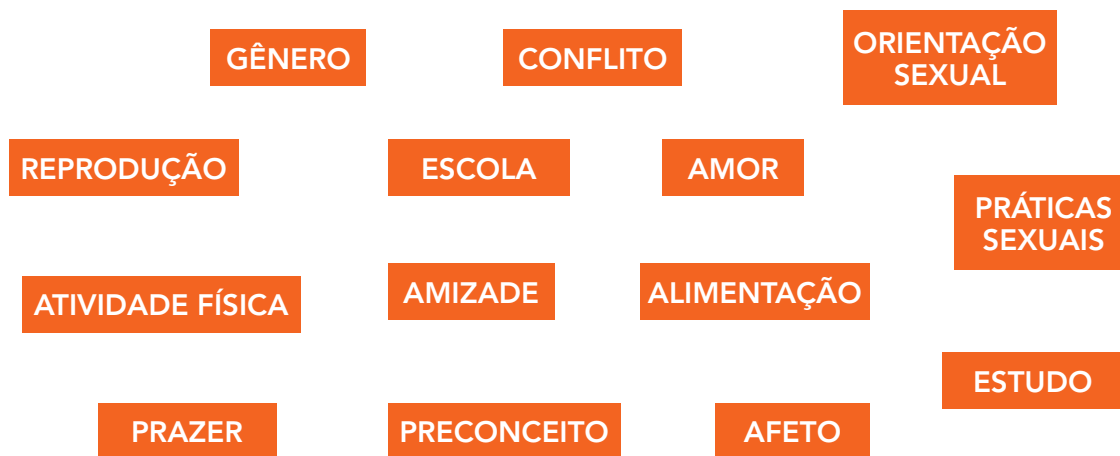 GÊNERO
CONFLITO
ORIENTAÇÃO
SEXUAL
REPRODUÇÃO
ESCOLA
AMOR
PRÁTICAS
SEXUAIS
ATIVIDADE FÍSICA
AMIZADE
ALIMENTAÇÃO
ESTUDO
PRAZER
PRECONCEITO
AFETO